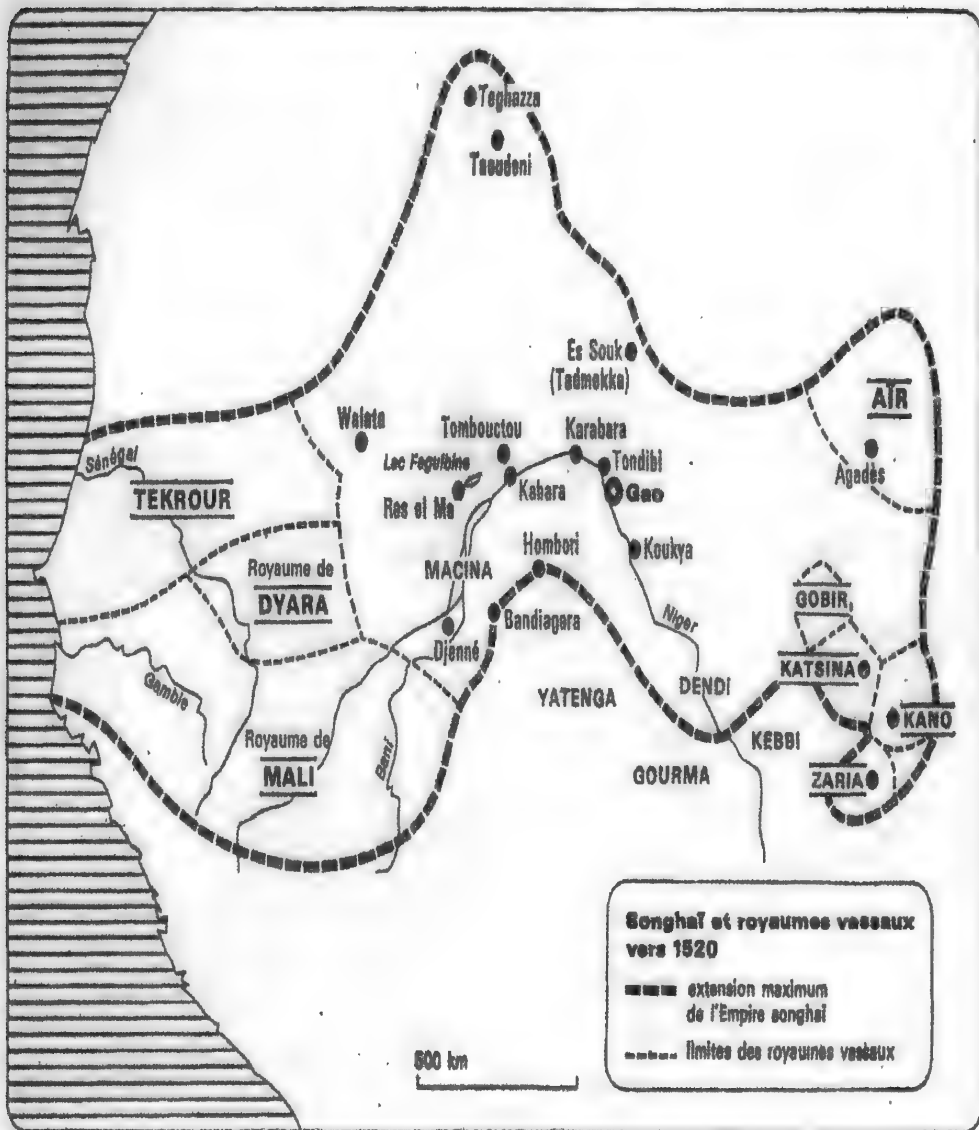 Teghazza
Taoudeni
Es Souk
(Tadmekka)
AÏR
Agadès
Walata
Tombouctou
Karabara
Tondibi
Lac Faguibine
Kabara
Gao
Ras el Ma
Sénégal
TEKROUR
Royaume de
DYARA
MACINA
Hombori
Koukya
Bandiagara
Djenné
Niger
GOBIR
KATSINA
Gambie
YATENGA
DENDI
KEBBI
KANO
Royaume de
MALI
Bani
GOURMA
ZARIA
Songhaï et royaumes vassaux
vers 1520
extension maximum
de l'Empire songhaï
limites des royaumes vassaux
500 km